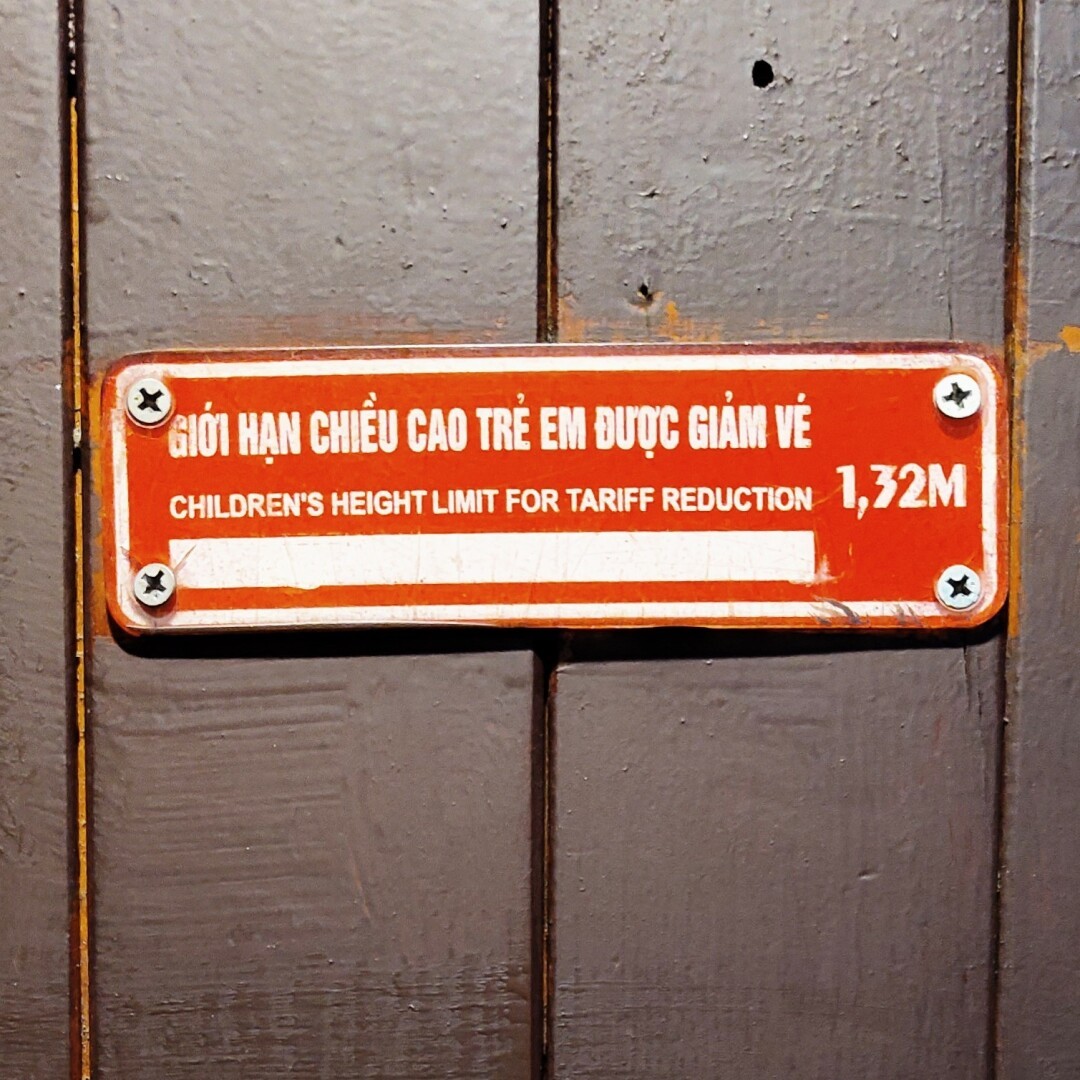 GIỚI HẠN CHIỀU CAO TRẺ EM ĐƯỢC GIẢM VÉ
CHILDREN'S HEIGHT LIMIT FOR TARIFF REDUCTION
1,32M